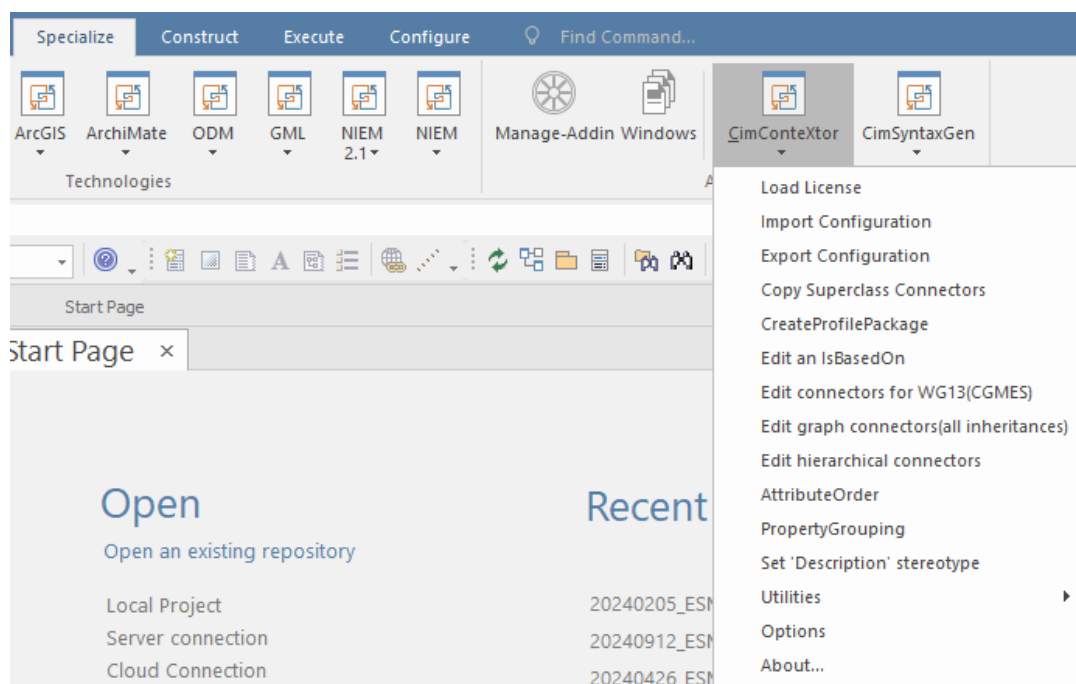 Specialize Construct Execute Configure Find Command...
ArcGIS ArchiMate ODM GML NIEM 2.1 NIEM Manage-Addin Windows CimConteXtor CimSyntaxGen
Technologies
Load License
Import Configuration
Export Configuration
Copy Superclass Connectors
Start Page
CreateProfilePackage
Start Page ×
Edit an IsBasedOn
Edit connectors for WG13(CGMES)
Edit graph connectors(all inheritances)
Edit hierarchical connectors
AttributeOrder
PropertyGrouping
Set 'Description' stereotype
Utilities
Options
About...
Open Recent
Open an existing repository
Local Project 20240205_ESM
Server connection 20240912_ESM
Cloud Connection 20240426_ESM